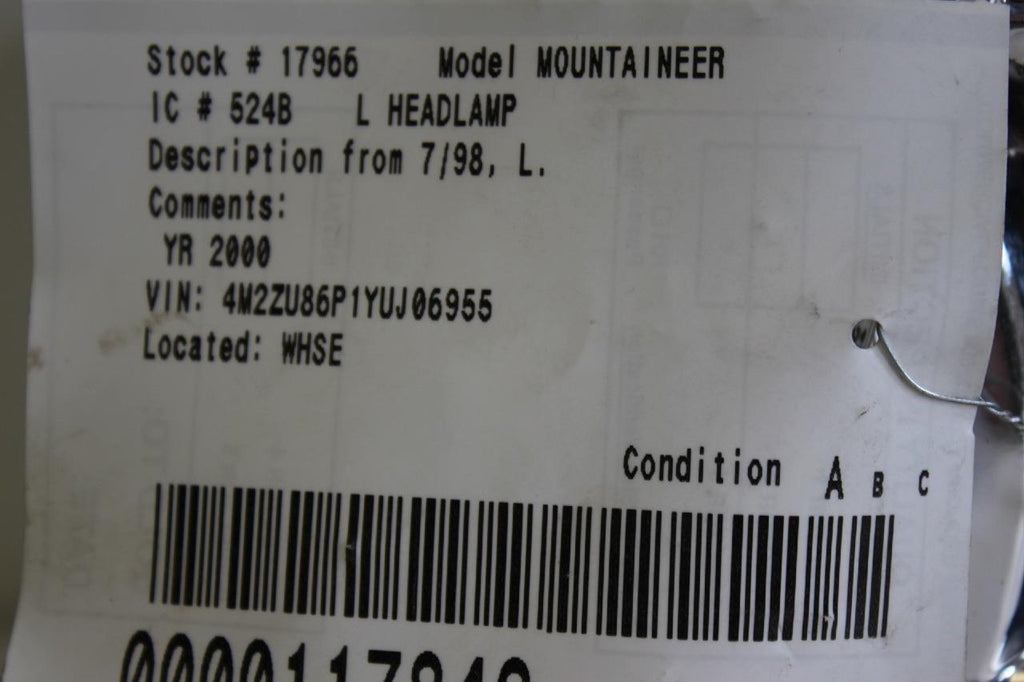 Stock # 17966 Model MOUNTAINEER
IC # 524B L HEADLAMP
Description from 7/98, L.
Comments:
YR 2000
VIN: 4M2ZU86P1YUJ06955
Located: WHSE
Condition A B C